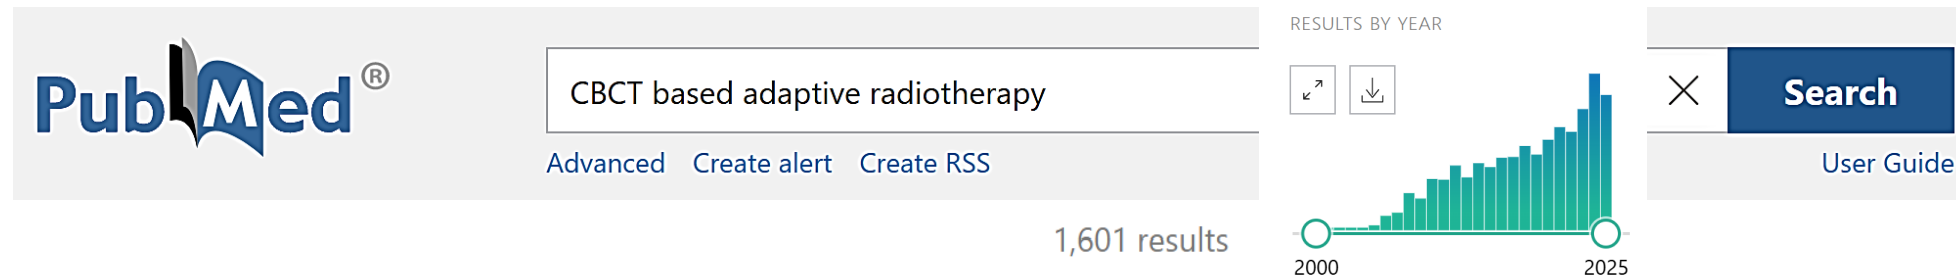 PubMed®
CBCT based adaptive radiotherapy
Search
Advanced Create alert Create RSS
User Guide
1,601 results
RESULTS BY YEAR
2000 2025